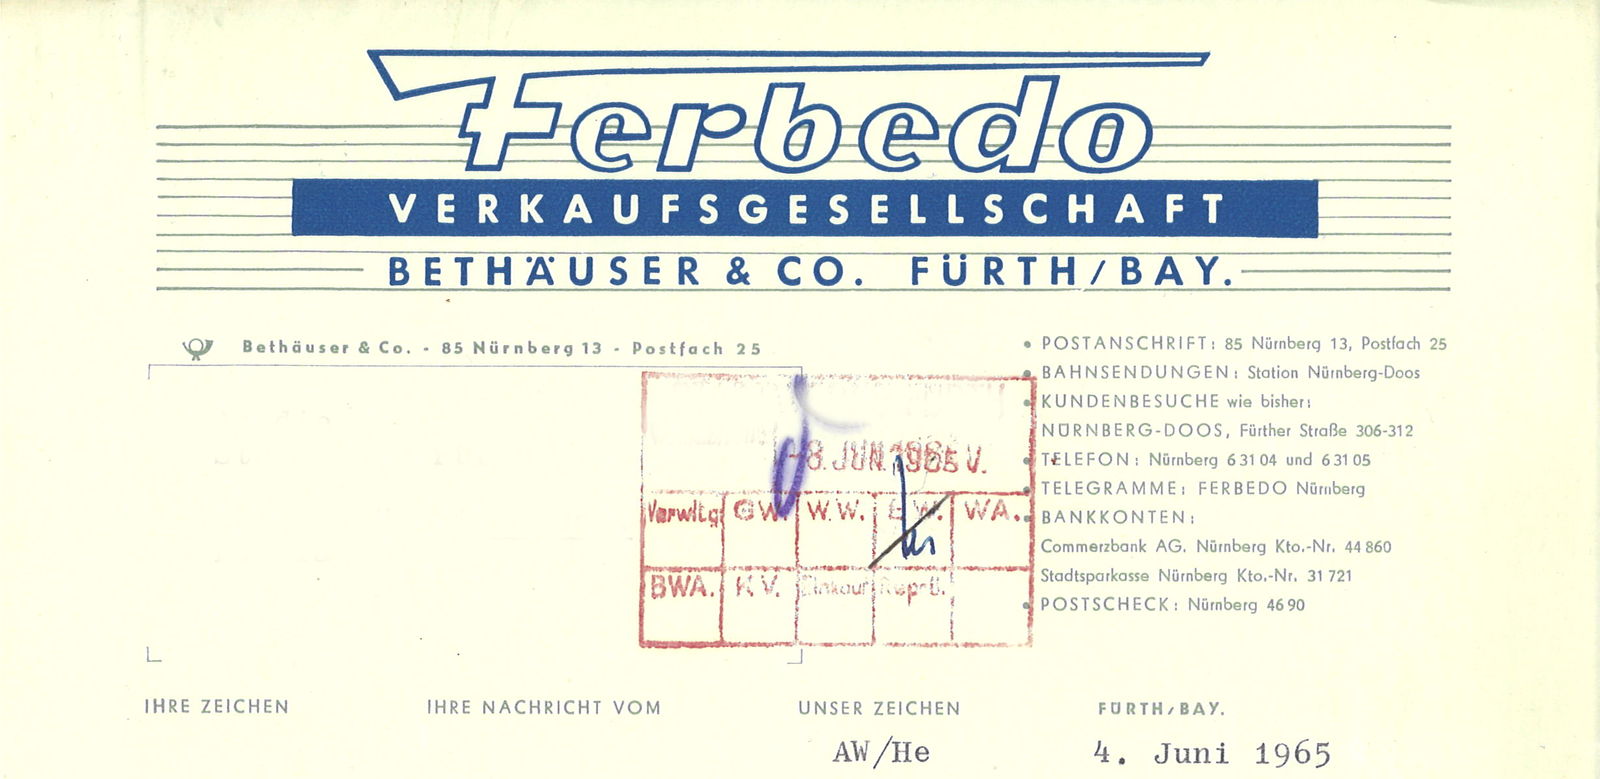 Ferbedo
VERKAUFSGESELLSCHAFT
BETHÄUSER & CO. FÜRTH/BAY.
Bethäuser & Co. - 85 Nürnberg 13 - Postfach 25
• POSTANSCHRIFT: 85 Nürnberg 13, Postfach 25
• BAHNSENDUNGEN: Station Nürnberg-Doos
• KUNDENBESUCHE wie bisher:
NÜRNBERG-DOOS, Fürther Straße 306-312
• TELEFON: Nürnberg 6 31 04 und 6 31 05
• TELEGRAMME: FERBEDO Nürnberg
• BANKKONTEN:
Commerzbank AG. Nürnberg Kto.-Nr. 44 860
Stadtsparkasse Nürnberg Kto.-Nr. 31 721
• POSTSCHECK: Nürnberg 46 90
-8. JUN. 1965 V.
Verwltg GW. W.W. E.W. WA.
BWA. K.V. Einkauf
IHRE ZEICHEN IHRE NACHRICHT VOM UNSER ZEICHEN FÜRTH/BAY.
AW/He 4. Juni 1965